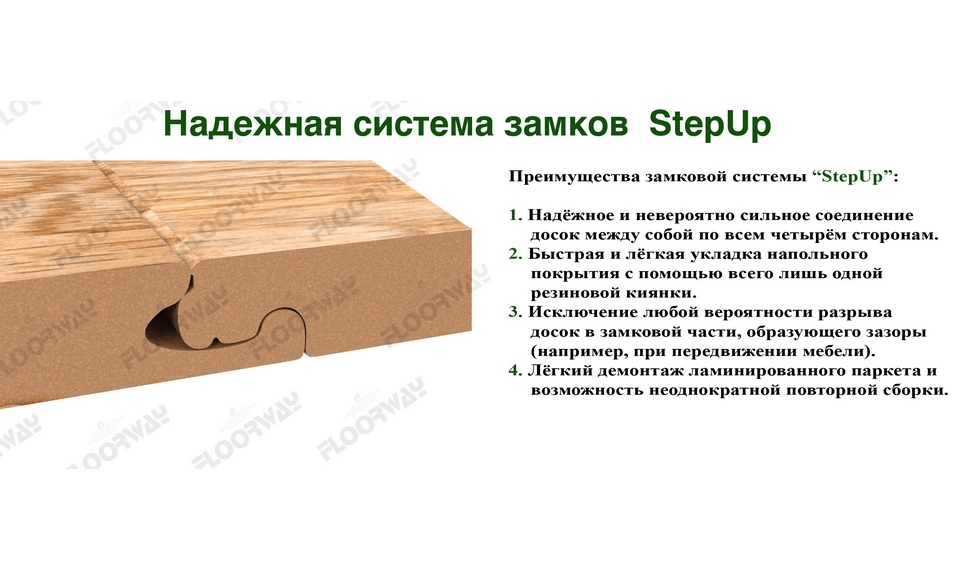 Надежная система замков StepUp
Преимущества замковой системы “StepUp”:
1. Надёжное и невероятно сильное соединение
досок между собой по всем четырём сторонам.
2. Быстрая и лёгкая укладка напольного
покрытия с помощью всего лишь одной
резиновой киянки.
3. Исключение любой вероятности разрыва
досок в замковой части, образующего зазоры
(например, при передвижении мебели).
4. Лёгкий демонтаж ламинированного паркета и
возможность неоднократной повторной сборки.
FLOORWAY
FLOORWAY
FLOORWAY
FLOORWAY
FLOORWAY
FLOORWAY
FLOORWAY
FLOORWAY